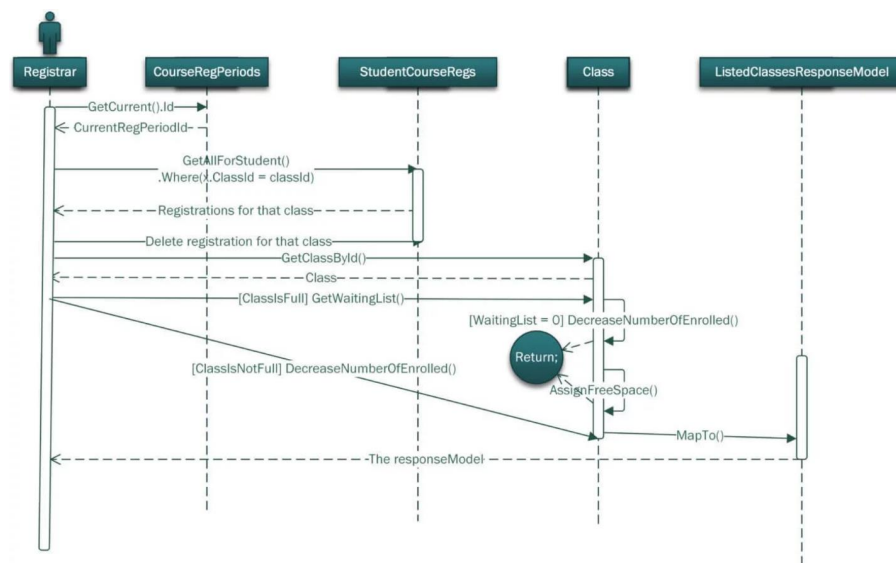 Registrar
CourseRegPeriods
StudentCourseRegs
Class
ListedClassesResponseModel
GetCurrent().Id
CurrentRegPeriodId
GetAllForStudent()
.Where(x.ClassId = classId)
Registrations for that class
Delete registration for that class
GetClassById()
Class
[ClassIsFull] GetWaitingList()
[WaitingList = 0] DecreaseNumberOfEnrolled()
Return;
[ClassIsNotFull] DecreaseNumberOfEnrolled()
AssignFreeSpace()
MapTo()
The responseModel